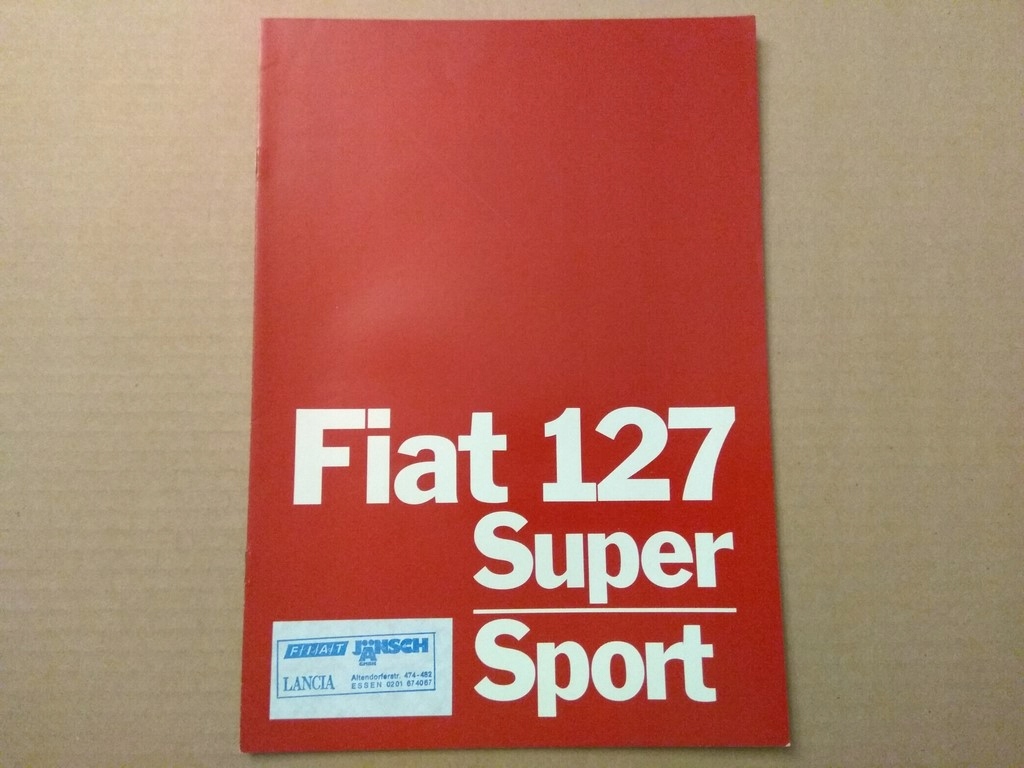 Fiat 127
Super
Sport
FIAT JÄNSCH
LANCIA
Altendorferstr. 474-482
ESSEN 0201 674067